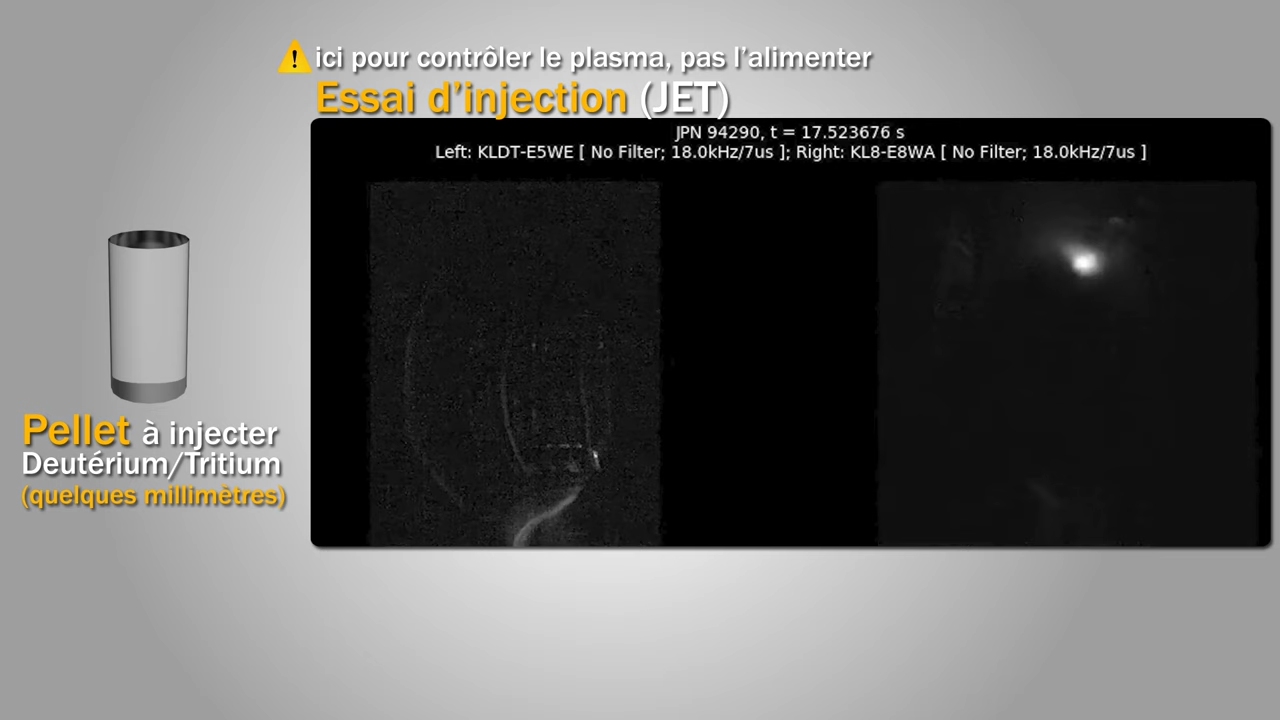 ici pour contrôler le plasma, pas l’alimenter
Essai d’injection (JET)
JPN 94290, t = 17.523676 s
Left: KLDT-E5WE [ No Filter; 18.0kHz/7us ]; Right: KL8-E8WA [ No Filter; 18.0kHz/7us ]
Pellet à injecter
Deutérium/Tritium
(quelques millimètres)